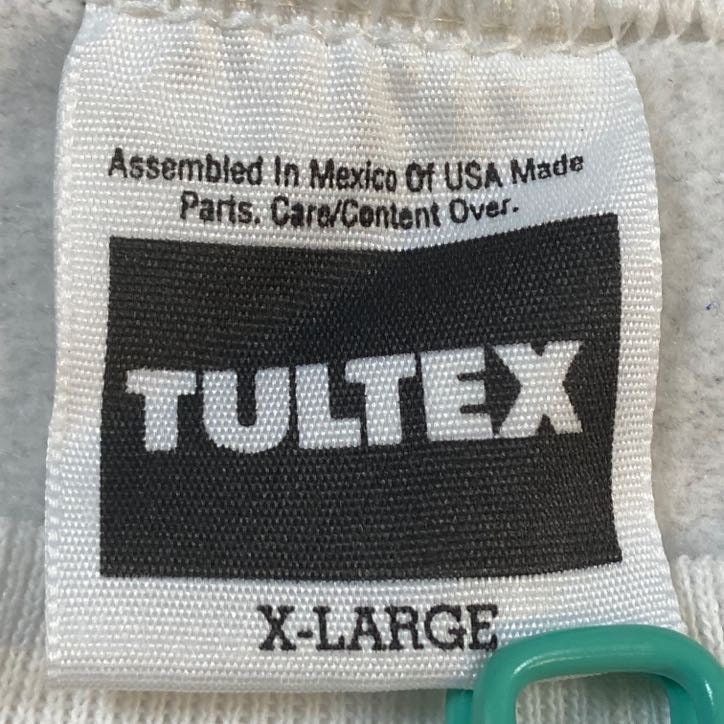 Assembled In Mexico Of USA Made
Parts. Care/Content Over.
TULTEX
X-LARGE